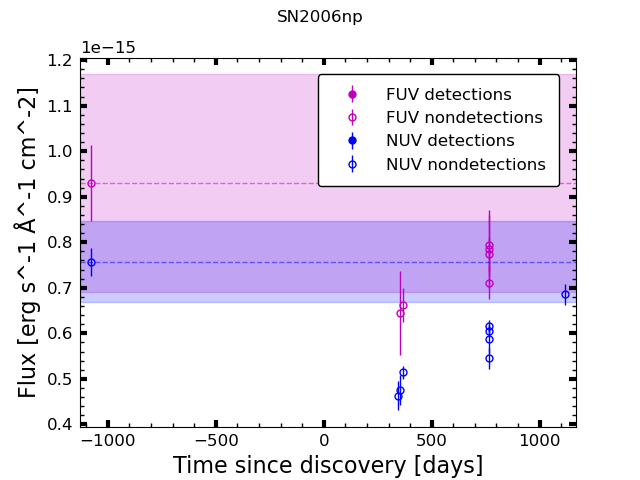 SN2006np
1e−15
1.2
1.1
1.0
0.9
0.8
0.7
0.6
0.5
0.4
Flux [erg s^-1 Å^-1 cm^-2]
FUV detections
FUV nondetections
NUV detections
NUV nondetections
−1000
−500
0
500
1000
Time since discovery [days]